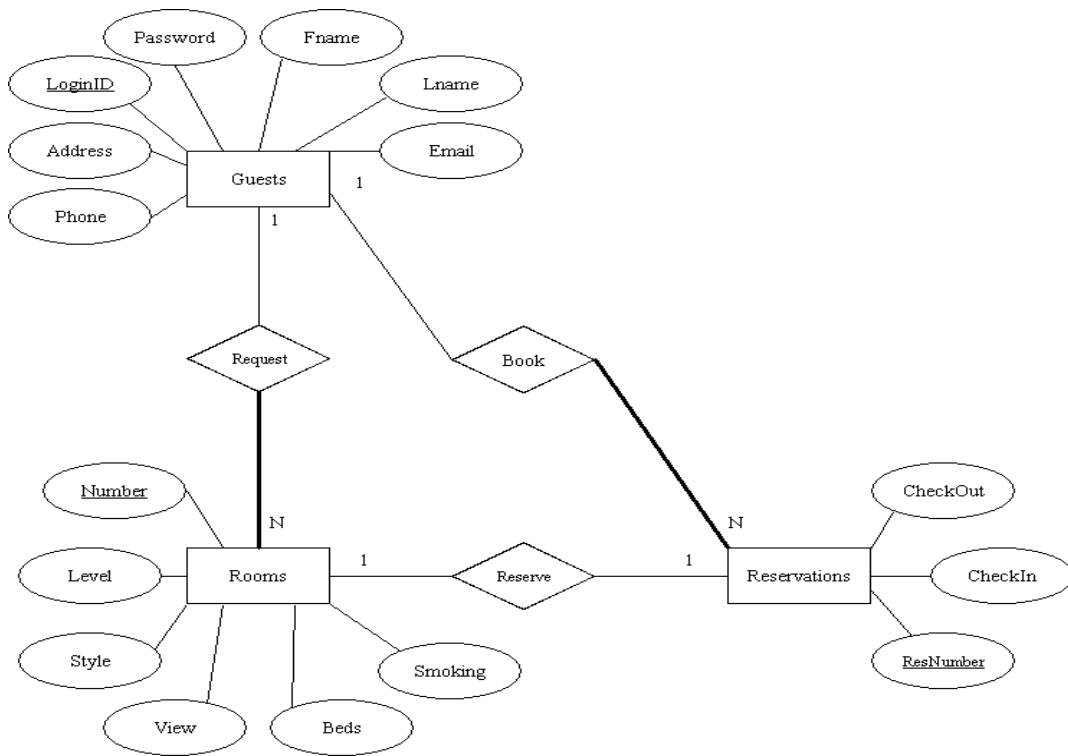 Password
Fname
LoginID
Lname
Address
Email
Guests
1
Phone
1
Request
Book
Number
CheckOut
N
N
Level
Rooms
1
Reserve
1
Reservations
CheckIn
Style
Smoking
ResNumber
View
Beds